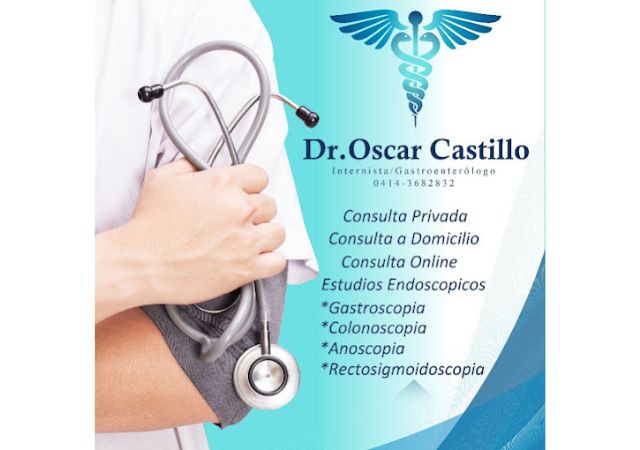 Dr.Oscar Castillo
Internista/Gastroenterólogo
0414-3682832
Consulta Privada
Consulta a Domicilio
Consulta Online
Estudios Endoscopicos
*Gastroscopia
*Colonoscopia
*Anoscopia
*Rectosigmoidoscopia